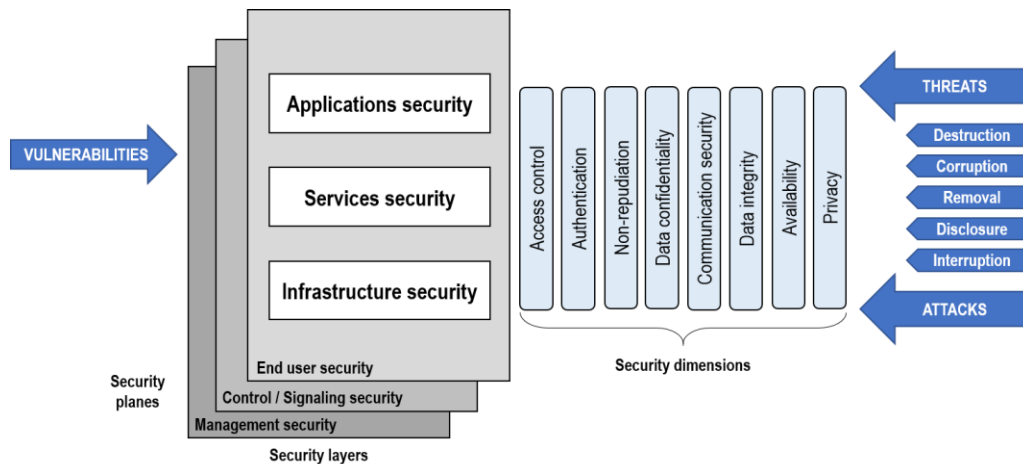 VULNERABILITIES
Applications security
Services security
Infrastructure security
End user security
Control / Signaling security
Management security
Security
planes
Security layers
Access control
Authentication
Non-repudiation
Data confidentiality
Communication security
Data integrity
Availability
Privacy
Security dimensions
THREATS
Destruction
Corruption
Removal
Disclosure
Interruption
ATTACKS